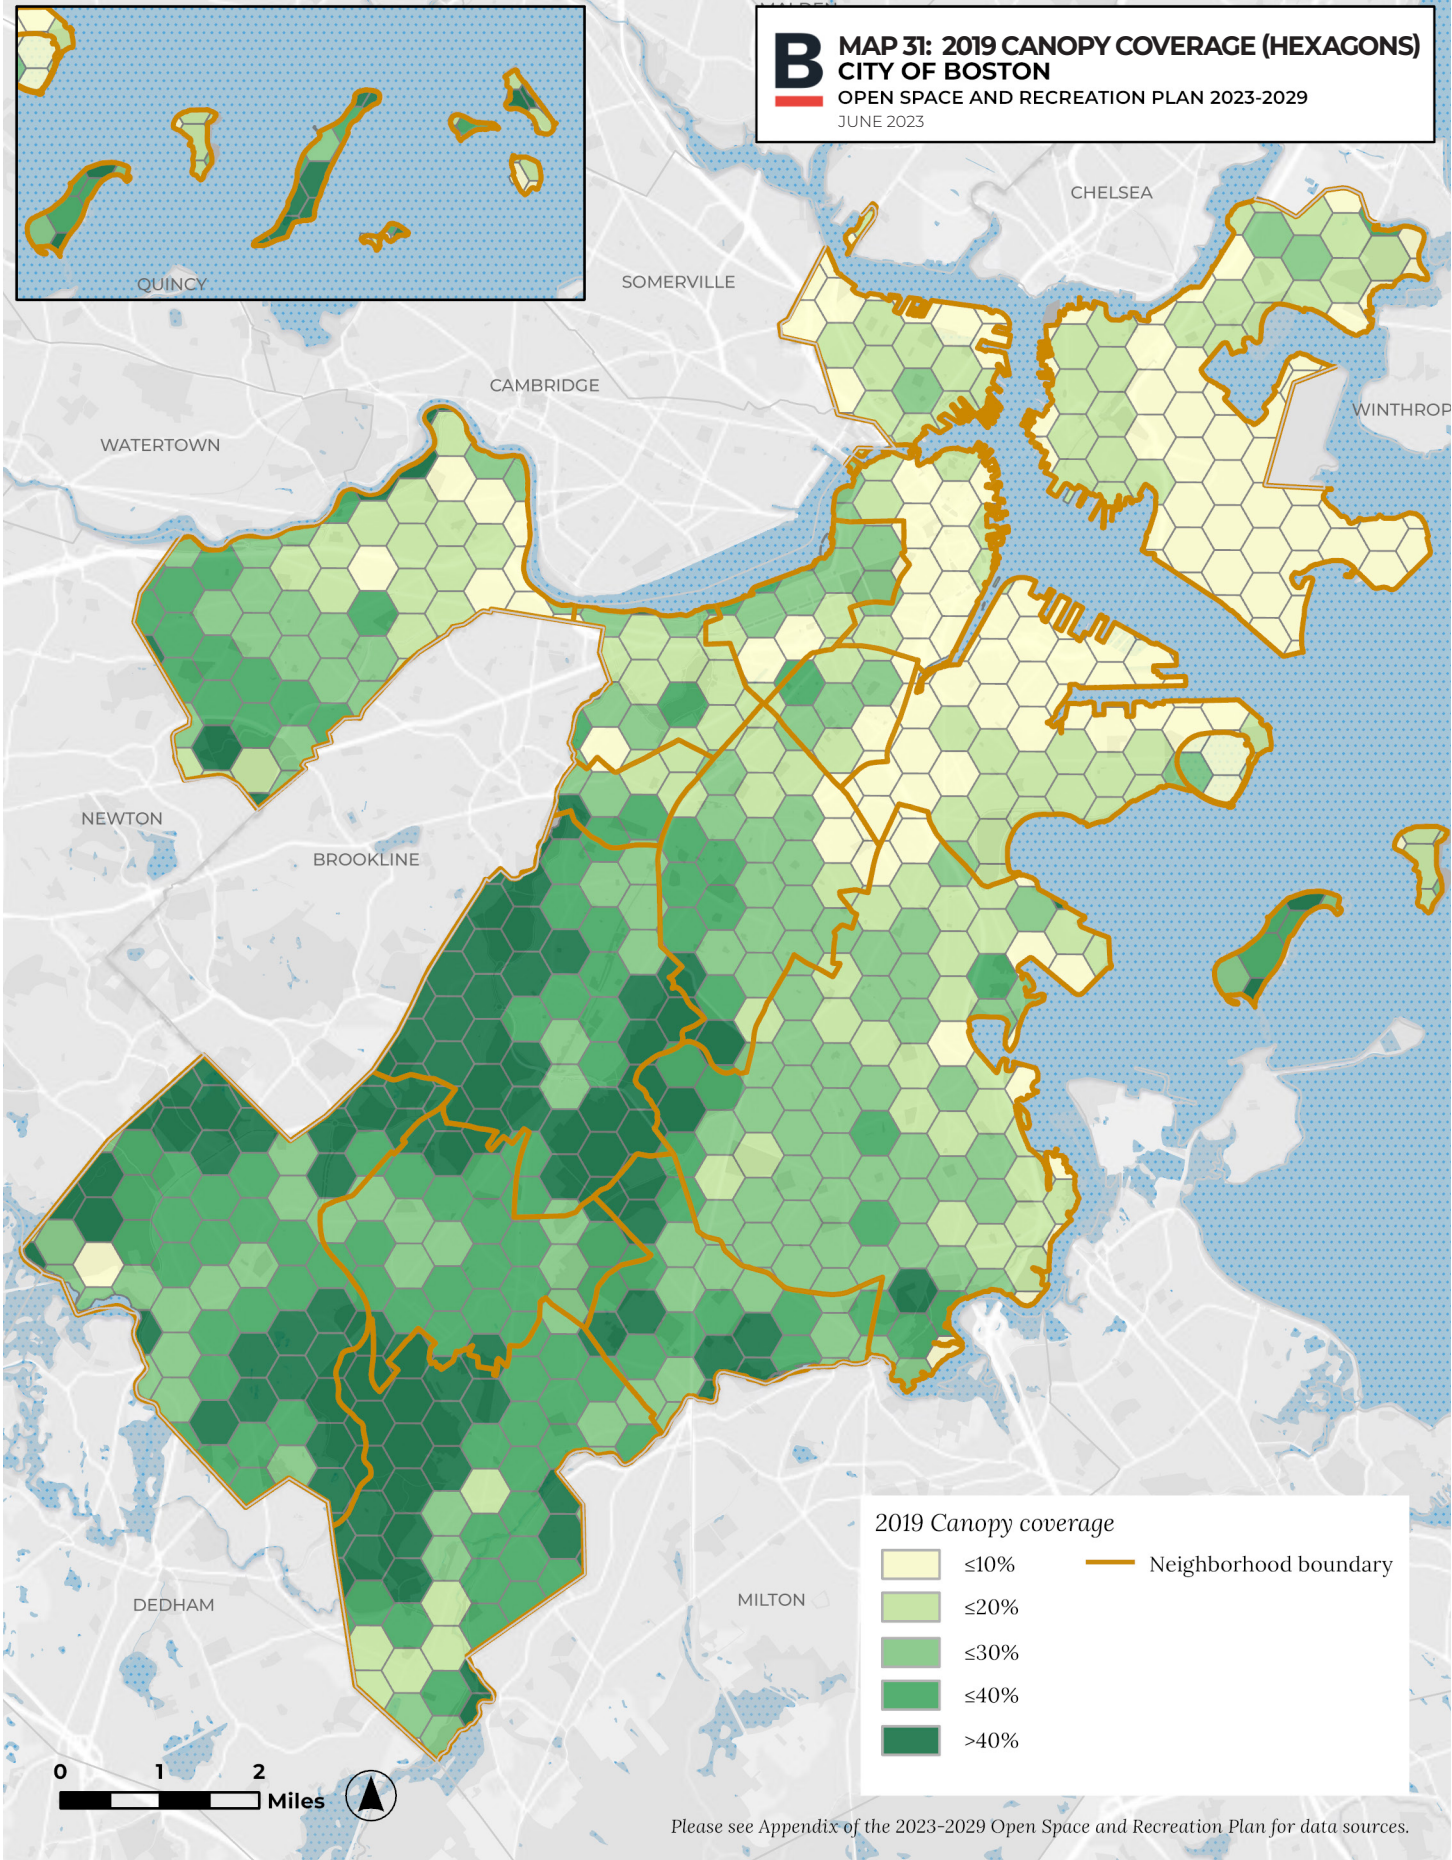 MALDEN
B
MAP 31: 2019 CANOPY COVERAGE (HEXAGONS)
CITY OF BOSTON
OPEN SPACE AND RECREATION PLAN 2023-2029
JUNE 2023
CHELSEA
QUINCY
SOMERVILLE
CAMBRIDGE
WINTHROP
WATERTOWN
NEWTON
BROOKLINE
2019 Canopy coverage
≤10%
Neighborhood boundary
≤20%
≤30%
≤40%
>40%
DEDHAM
MILTON
0 1 2
Miles
Please see Appendix of the 2023-2029 Open Space and Recreation Plan for data sources.